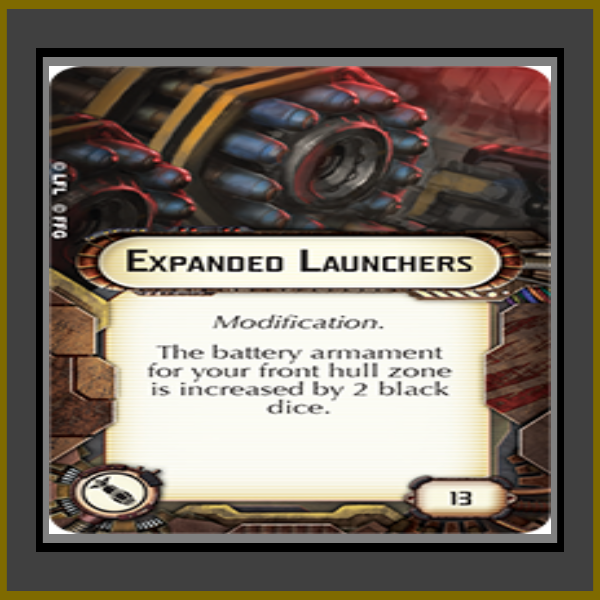 ©LFL ©FFG
Expanded Launchers
Modification.
The battery armament
for your front hull zone
is increased by 2 black
dice.
13